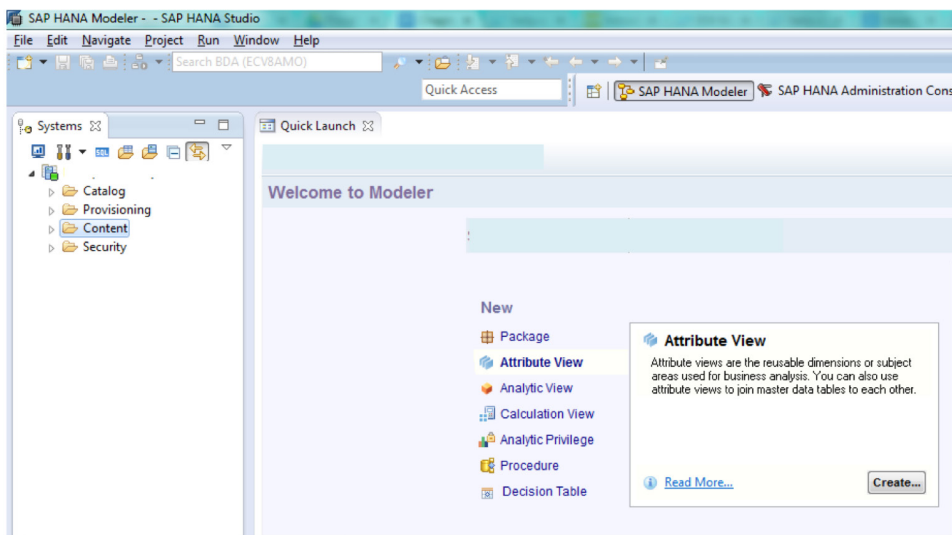 SAP HANA Modeler - - SAP HANA Studio
File Edit Navigate Project Run Window Help
Search BDA (ECV8AMO)
Quick Access
SAP HANA Modeler
SAP HANA Administration Cons
Systems
Quick Launch
SQL
Catalog
Provisioning
Content
Security
Welcome to Modeler
New
Package
Attribute View
Analytic View
Calculation View
Analytic Privilege
Procedure
Decision Table
Attribute View
Attribute views are the reusable dimensions or subject
areas used for business analysis. You can also use
attribute views to join master data tables to each other.
Read More...
Create...